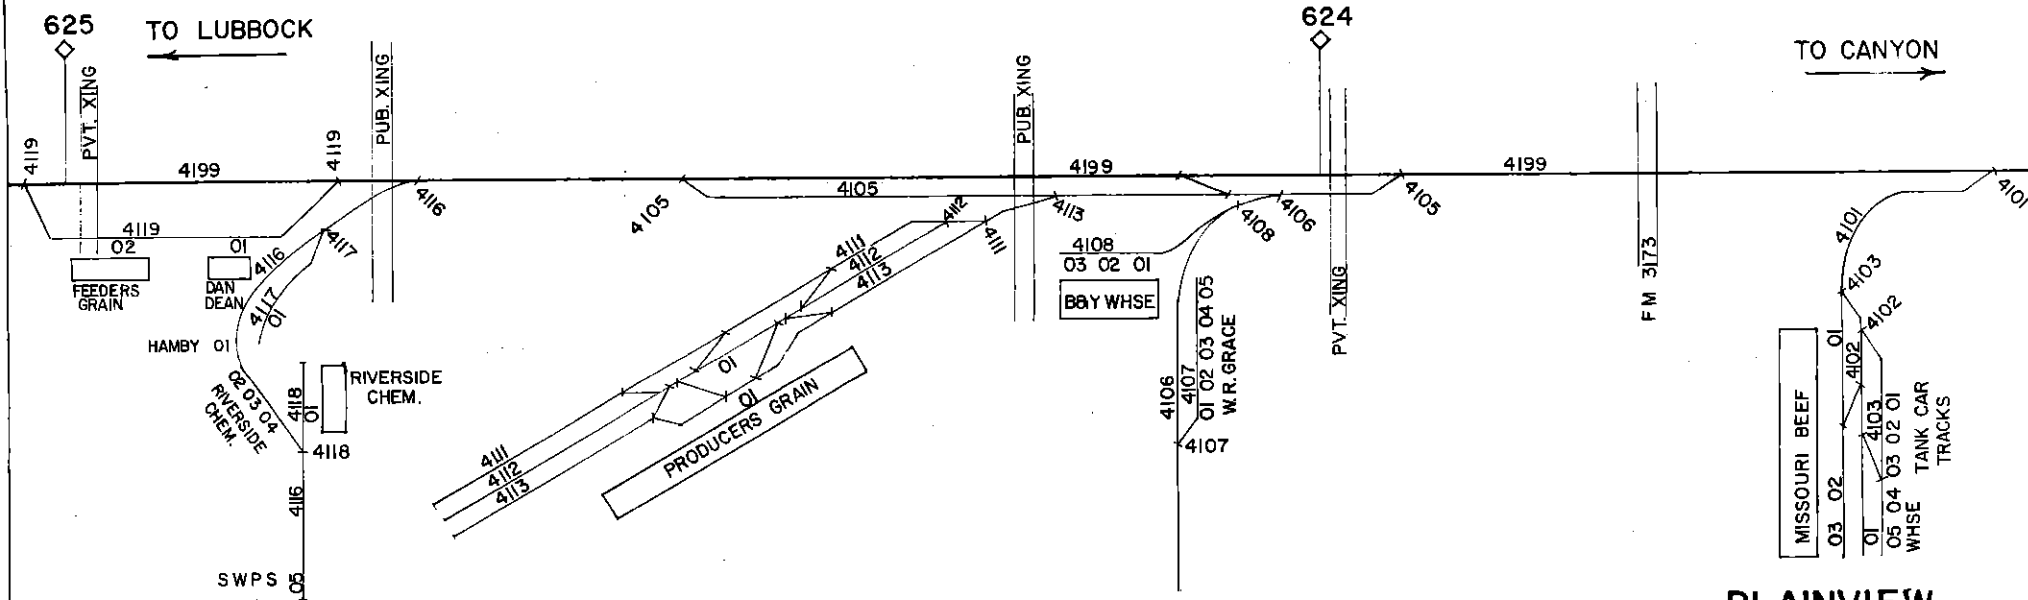 625
TO LUBBOCK
624
TO CANYON
PVT. XING
PUB. XING
PUB. XING
4119
4119
4199
4199
4199
4116
4105
4105
4112
4113
4111
4108
4106
4105
4101
4119
02
01
FEEDERS
GRAIN
DAN
DEAN
4116
4117
4117
01
HAMBY 01
02 03 04
RIVERSIDE
CHEM.
4118
01
RIVERSIDE
CHEM.
4118
4116
SWPS
05
4111
4112
4113
01
01
PRODUCERS GRAIN
4111
4112
4113
4108
03 02 01
B&Y WHSE
4106
4107
01 02 03 04 05
W.R. GRACE
4107
PVT. XING
FM 3173
4101
4103
4102
01
4102
4103
MISSOURI BEEF
03 02
01
05 04 03 02 01
WHSE TANK CAR
TRACKS
PLAINVIEW